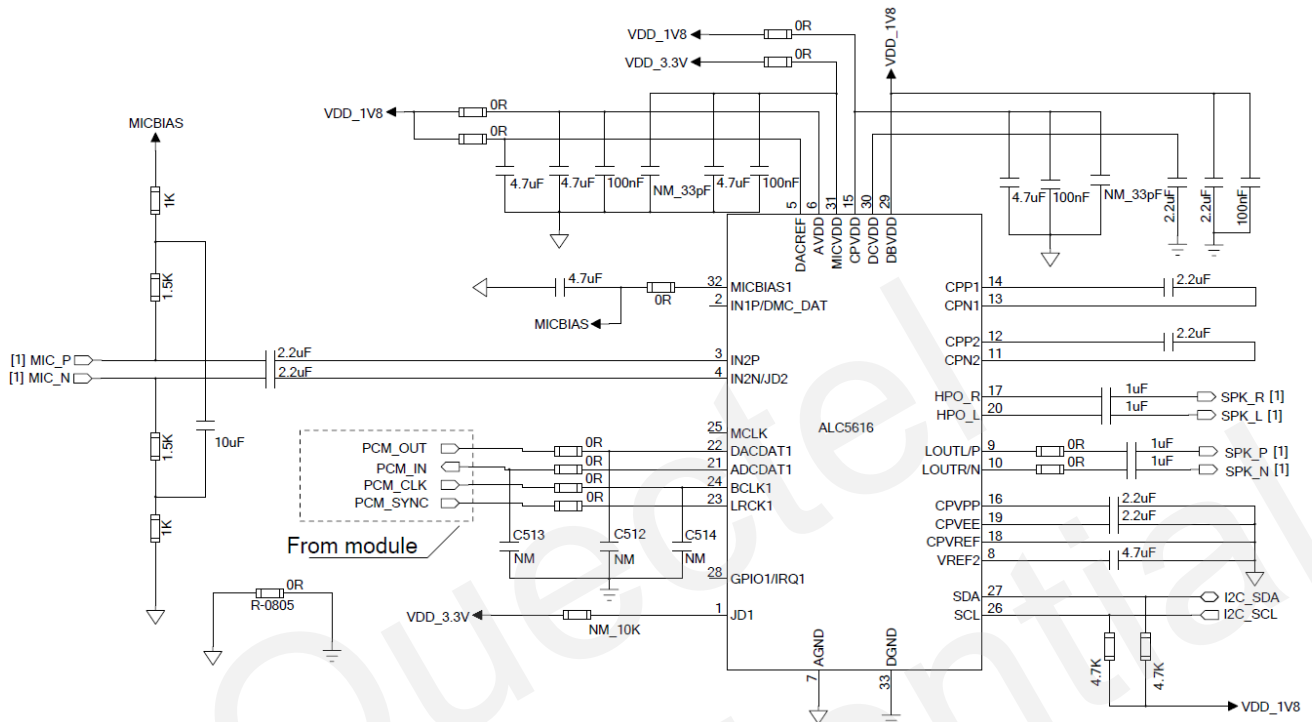 VDD_1V8
0R
VDD_3.3V
0R
VDD_1V8
VDD_1V8
0R
0R
MICBIAS
1K
1.5K
1.5K
1K
10uF
4.7uF
4.7uF
100nF
NM_33pF
4.7uF
100nF
4.7uF
100nF
NM_33pF
2.2uF
2.2uF
100nF
5
6
31
15
30
29
DACREF
AVDD
MICVDD
CPVDD
DCVDD
DBVDD
4.7uF
0R
MICBIAS
32 MICBIAS1
2 IN1P/DMC_DAT
[1] MIC_P
2.2uF
3 IN2P
[1] MIC_N
2.2uF
4 IN2N/JD2
25 MCLK
PCM_OUT
0R
22 DACDAT1
PCM_IN
0R
21 ADCDAT1
PCM_CLK
0R
24 BCLK1
PCM_SYNC
0R
23 LRCK1
From module
C513
NM
C512
NM
C514
NM
28 GPIO1/IRQ1
VDD_3.3V
NM_10K
1 JD1
0R
R-0805
ALC5616
AGND
7
DGND
33
CPP1 14
2.2uF
CPN1 13
CPP2 12
2.2uF
CPN2 11
HPO_R 17
1uF
SPK_R [1]
HPO_L 20
1uF
SPK_L [1]
LOUTL/P 9
0R
1uF
SPK_P [1]
LOUTR/N 10
0R
1uF
SPK_N [1]
CPVPP 16
2.2uF
CPVEE 19
2.2uF
CPVREF 18
VREF2 8
4.7uF
SDA 27
I2C_SDA
SCL 26
I2C_SCL
4.7K
4.7K
VDD_1V8
Quectel